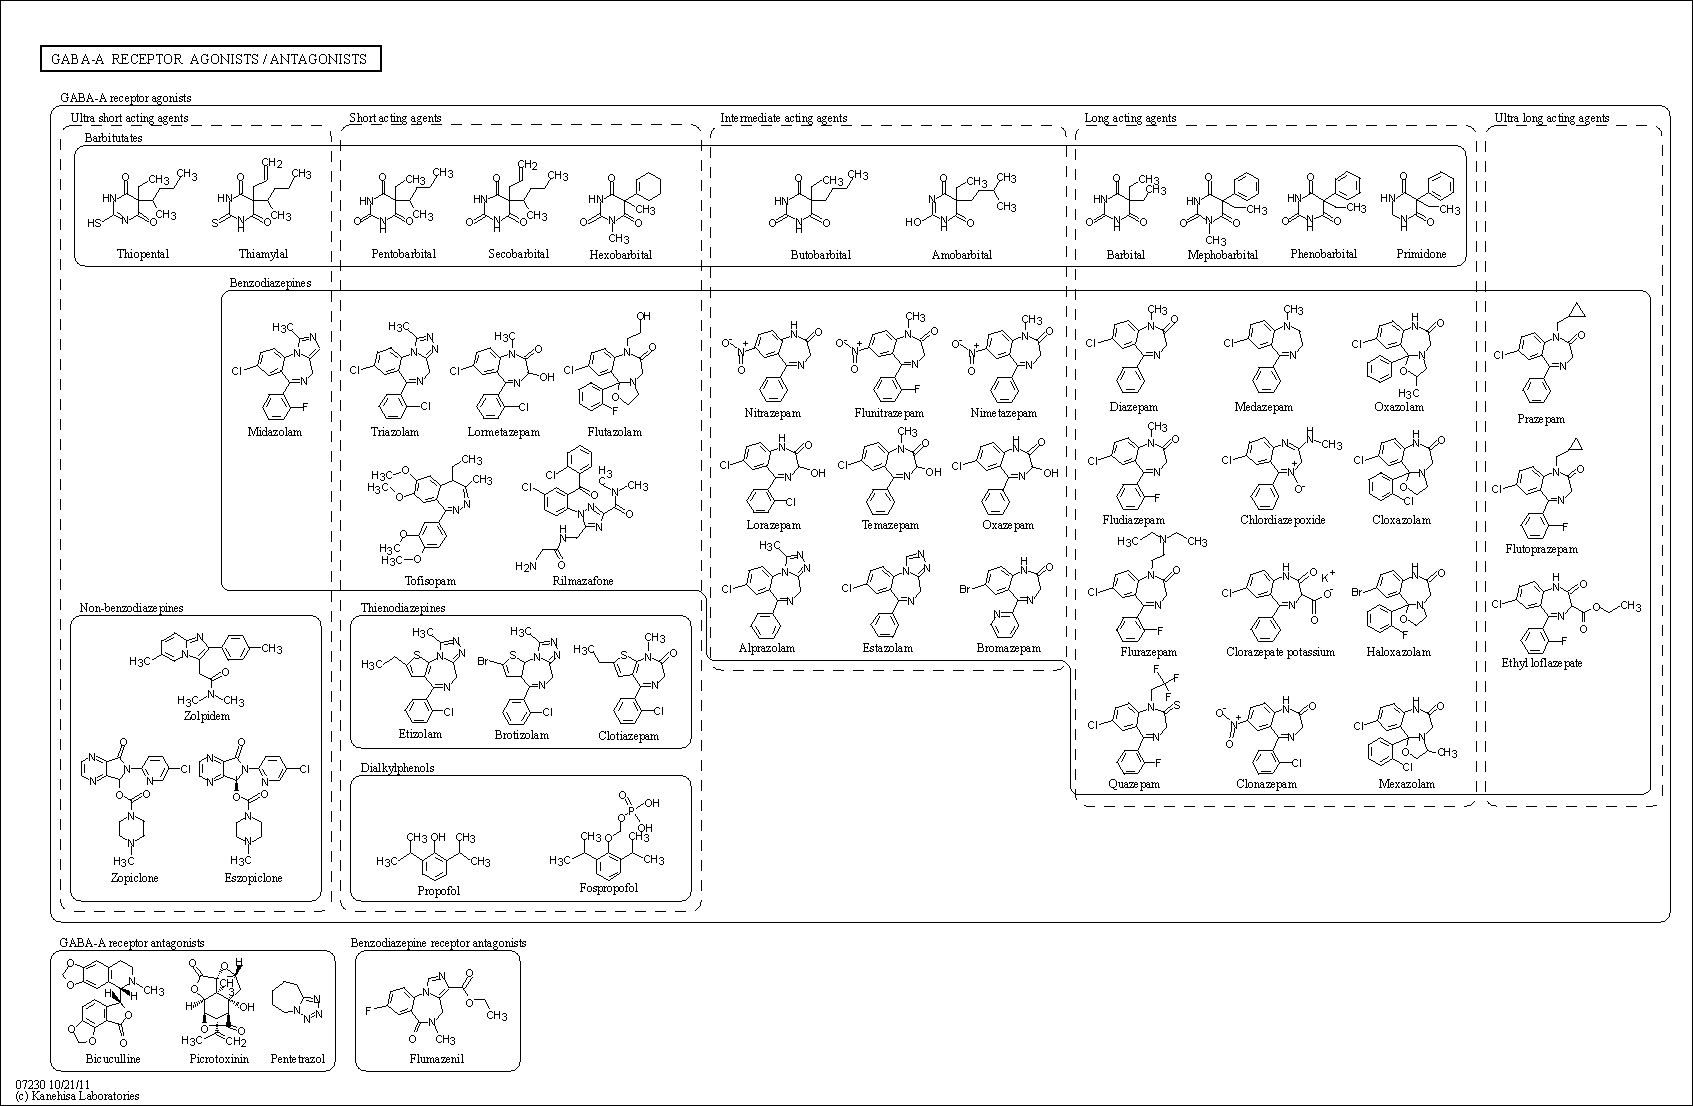 GABA-A RECEPTOR AGONISTS / ANTAGONISTS
GABA-A receptor agonists
Ultra short acting agents
Short acting agents
Intermediate acting agents
Long acting agents
Ultra long acting agents
Barbitutates
Thiopental
Thiamylal
Pentobarbital
Secobarbital
Hexobarbital
Butobarbital
Amobarbital
Barbital
Mephobarbital
Phenobarbital
Primidone
Benzodiazepines
Midazolam
Triazolam
Lormetazepam
Flutazolam
Nitrazepam
Flunitrazepam
Nimetazepam
Diazepam
Medazepam
Oxazolam
Prazepam
Tofisopam
Rilmazafone
Lorazepam
Temazepam
Oxazepam
Fludiazepam
Chlordiazepoxide
Cloxazolam
Flutoprazepam
Alprazolam
Estazolam
Bromazepam
Flurazepam
Clorazepate potassium
Haloxazolam
Ethyl loflazepate
Quazepam
Clonazepam
Mexazolam
Non-benzodiazepines
Zolpidem
Zopiclone
Eszopiclone
Thienodiazepines
Etizolam
Brotizolam
Clotiazepam
Dialkylphenols
Propofol
Fospropofol
GABA-A receptor antagonists
Bicuculline
Picrotoxinin
Pentetrazol
Benzodiazepine receptor antagonists
Flumazenil
07230 10/21/11
(c) Kanehisa Laboratories